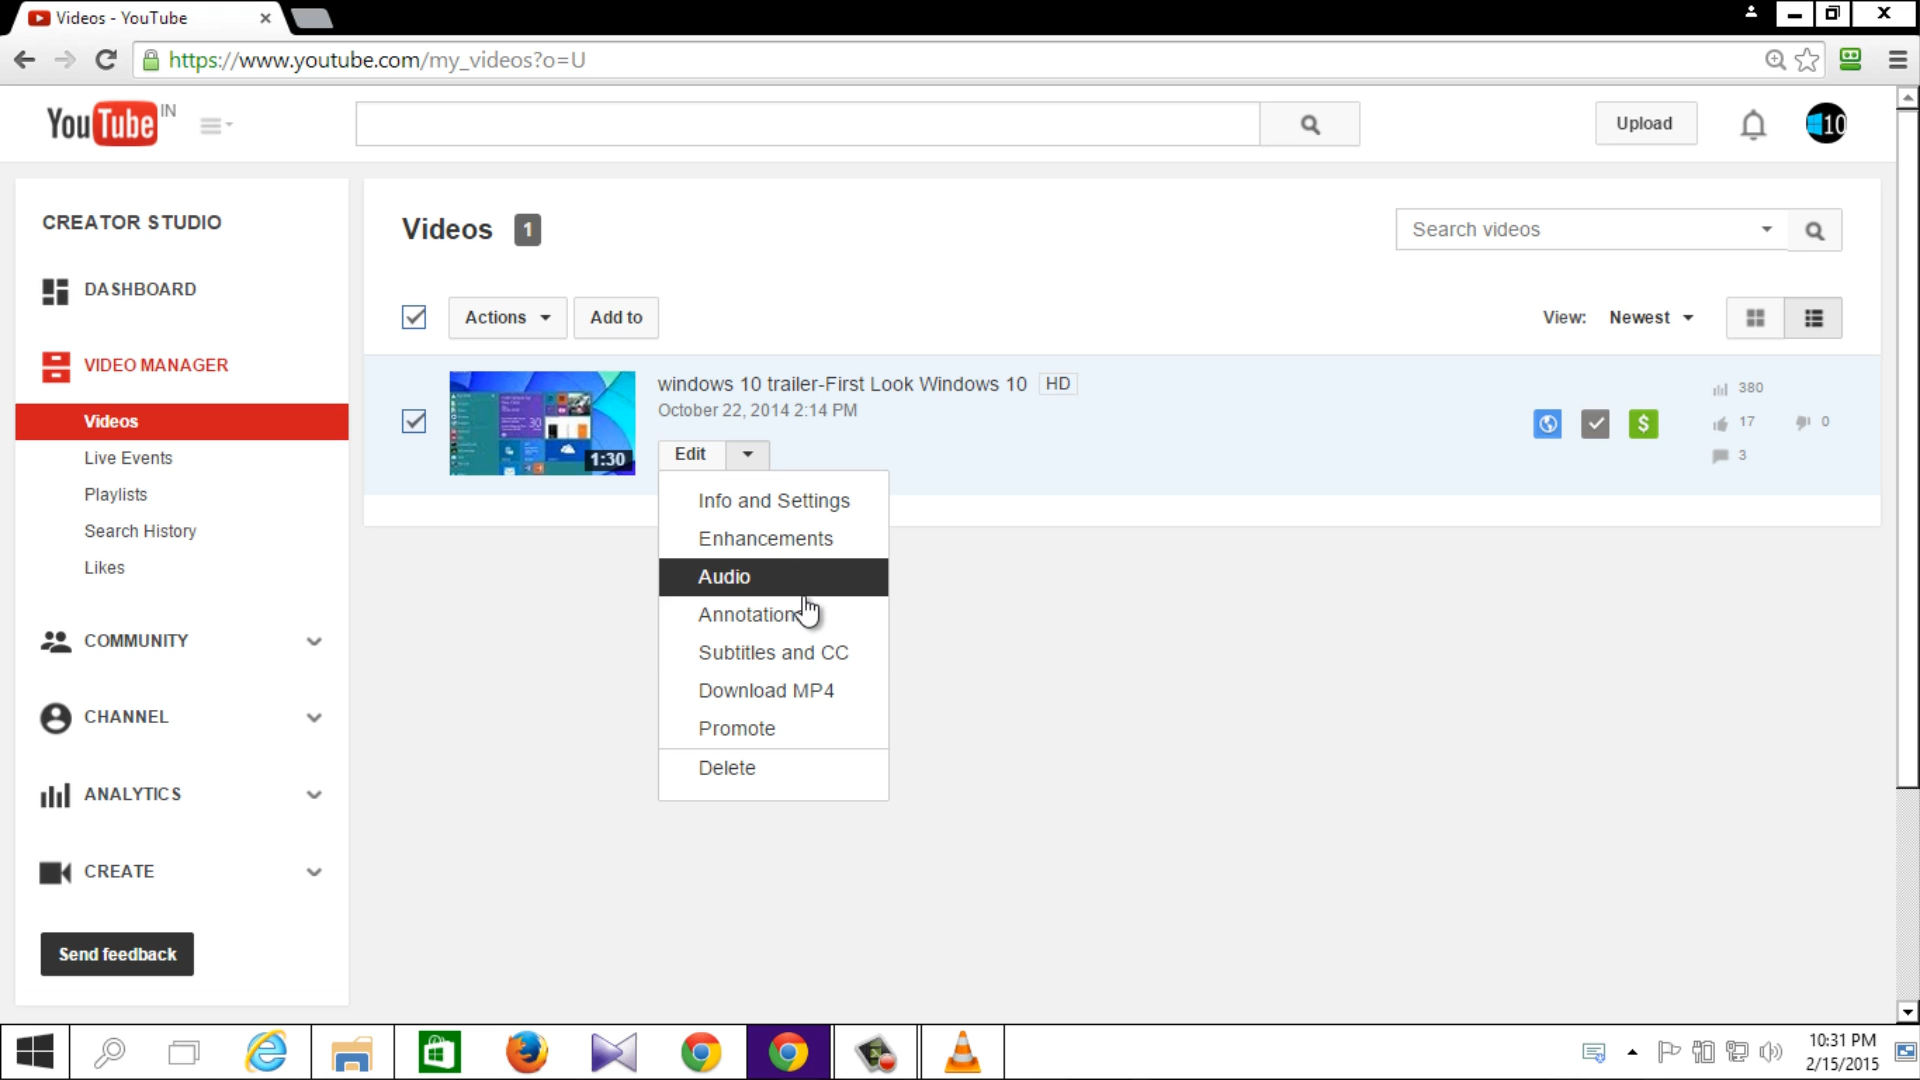 Videos - YouTube
https://www.youtube.com/my_videos?o=U
YouTube IN
Upload
10
CREATOR STUDIO
DASHBOARD
VIDEO MANAGER
Videos
Live Events
Playlists
Search History
Likes
COMMUNITY
CHANNEL
ANALYTICS
CREATE
Send feedback
Videos 1
Search videos
Actions
Add to
View: Newest
windows 10 trailer-First Look Windows 10 HD
October 22, 2014 2:14 PM
1:30
$
380
17
0
3
Edit
Info and Settings
Enhancements
Audio
Annotation
Subtitles and CC
Download MP4
Promote
Delete
10:31 PM
2/15/2015